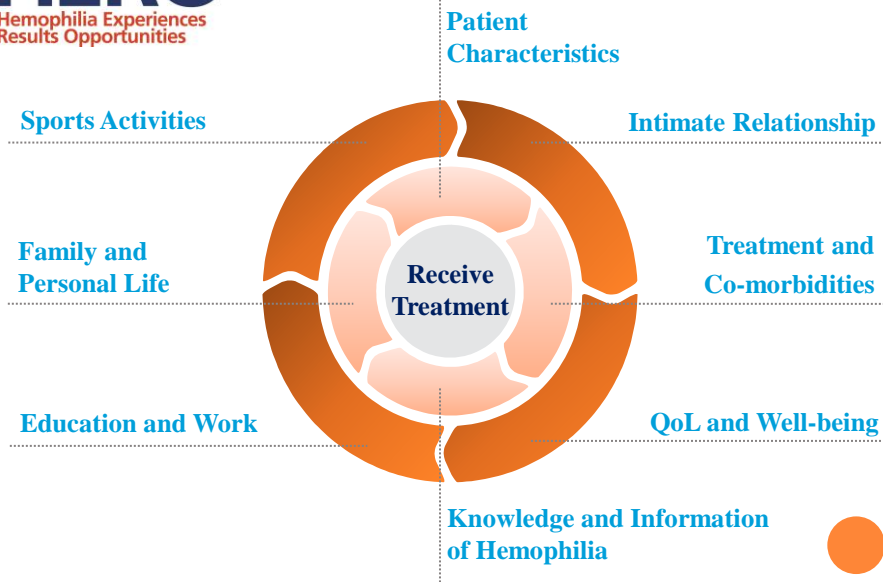 Hemophilia Experiences
Results Opportunities
Patient
Characteristics
Sports Activities
Intimate Relationship
Family and
Personal Life
Treatment and
Co-morbidities
Receive
Treatment
Education and Work
QoL and Well-being
Knowledge and Information
of Hemophilia